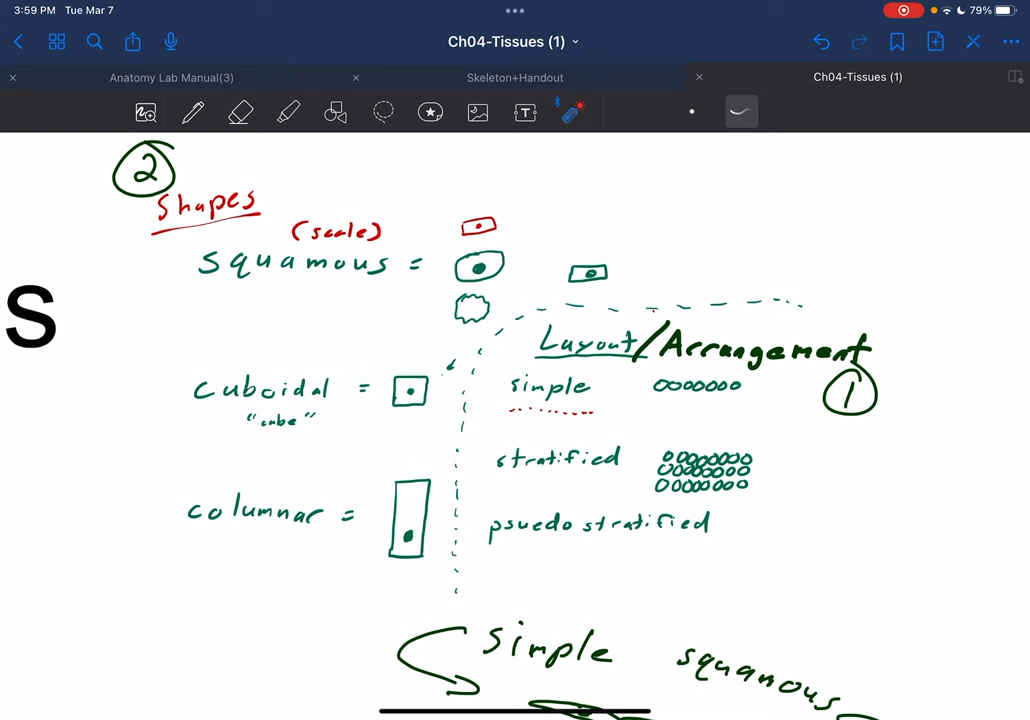 3:59 PM Tue Mar 7
79%
Ch04-Tissues (1)
Anatomy Lab Manual(3)
Skeleton+Handout
Ch04-Tissues (1)
T
2
Shapes
(scale)
squamous =
S
Layout/Arrangement
1
cuboidal =
"cube"
simple
stratified
columnar =
psuedo stratified
simple squamous